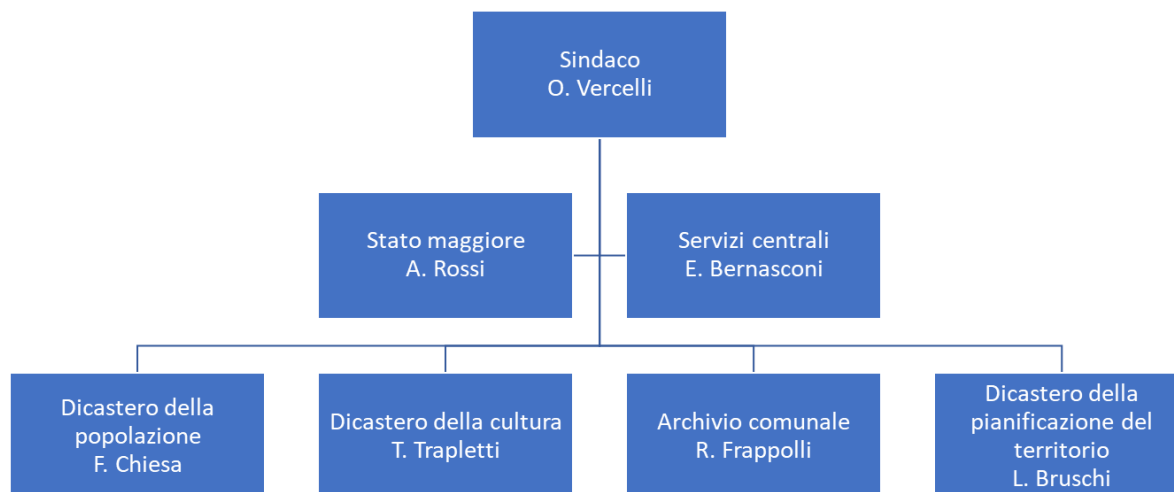 Sindaco
O. Vercelli
Stato maggiore
A. Rossi
Servizi centrali
E. Bernasconi
Dicastero della
popolazione
F. Chiesa
Dicastero della cultura
T. Trapletti
Archivio comunale
R. Frappolli
Dicastero della
pianificazione del
territorio
L. Bruschi